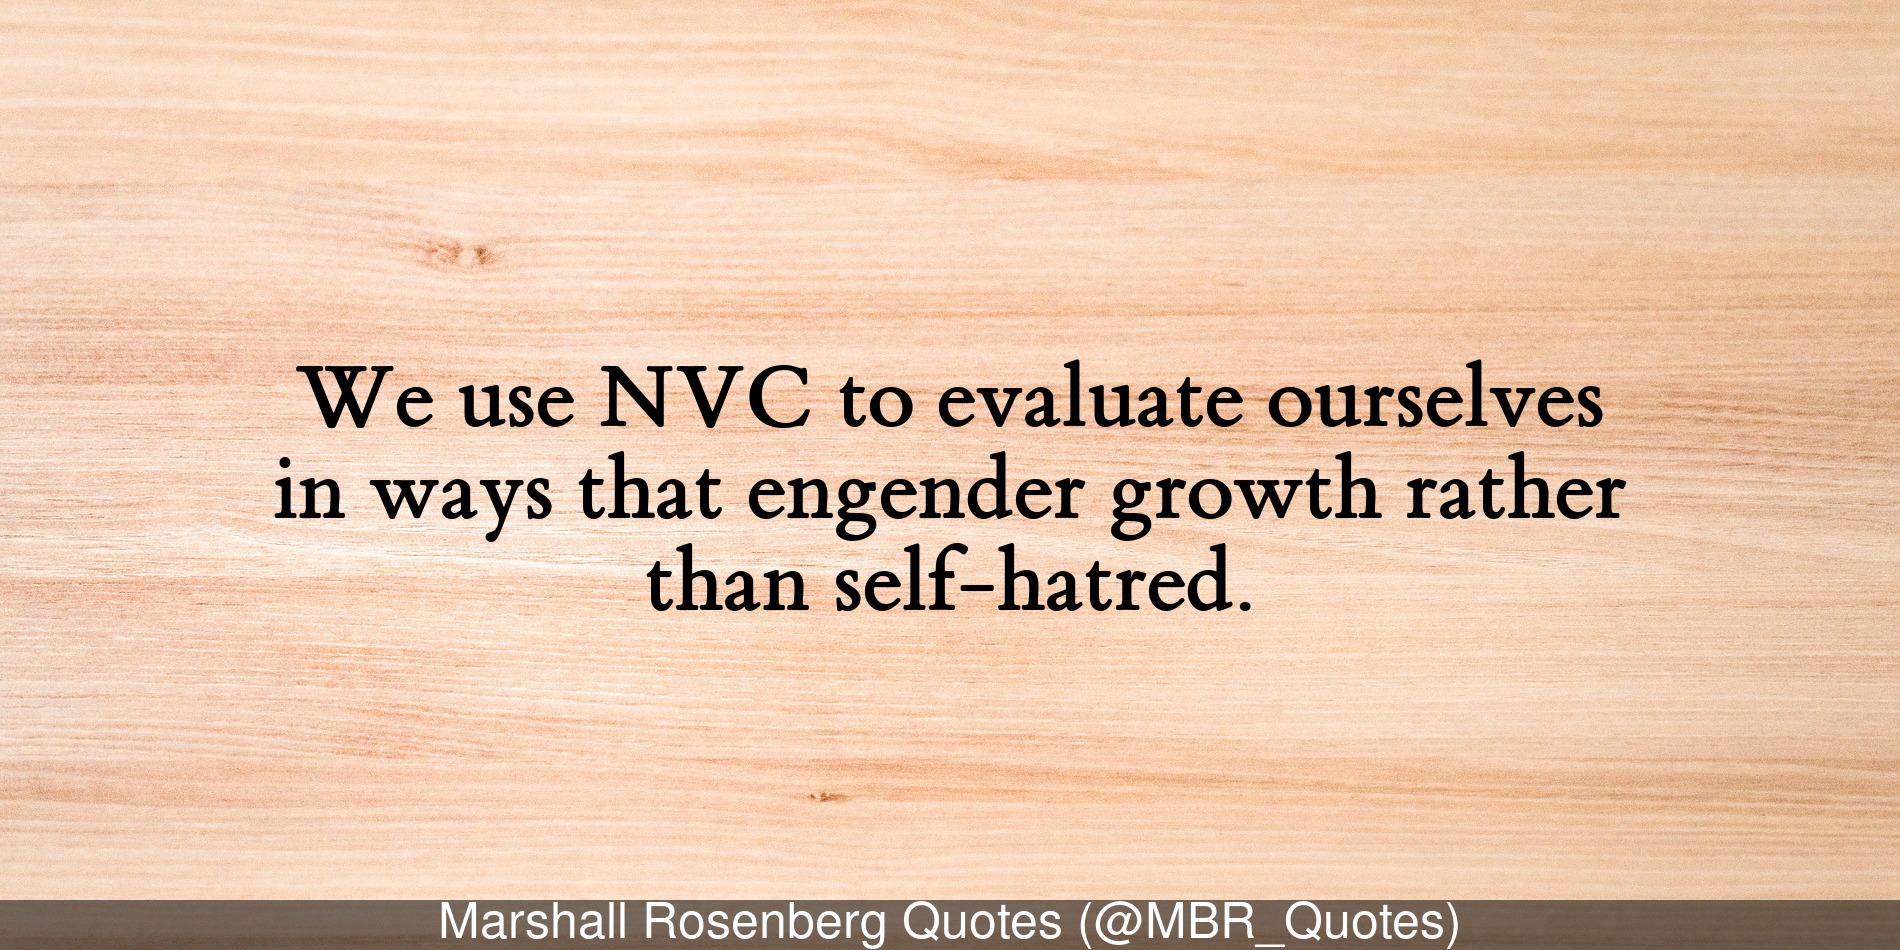 We use NVC to evaluate ourselves
in ways that engender growth rather
than self-hatred.
Marshall Rosenberg Quotes (@MBR_Quotes)